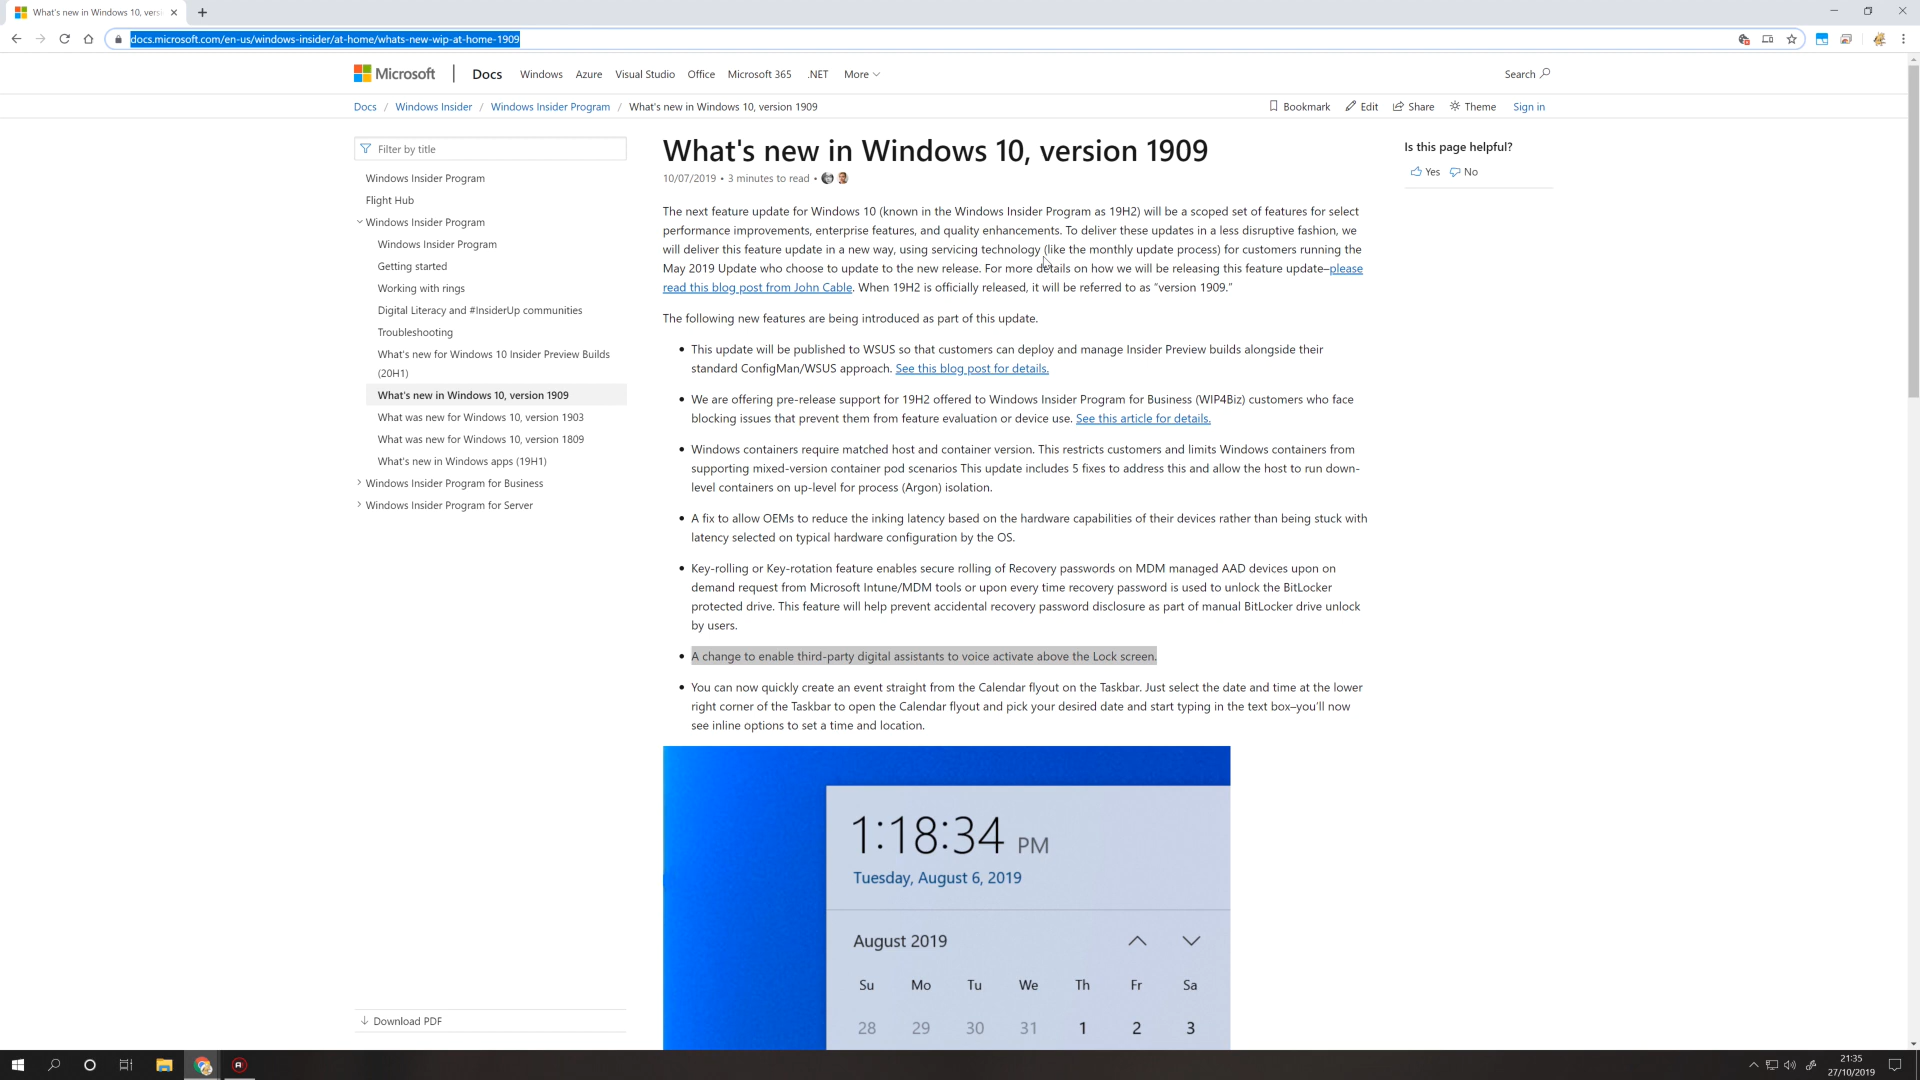 What's new in Windows 10, versi
docs.microsoft.com/en-us/windows-insider/at-home/whats-new-wip-at-home-1909
Microsoft Docs Windows Azure Visual Studio Office Microsoft 365 .NET More Search
Docs / Windows Insider / Windows Insider Program / What's new in Windows 10, version 1909 Bookmark Edit Share Theme Sign in
Filter by title
Windows Insider Program
Flight Hub
Windows Insider Program
Windows Insider Program
Getting started
Working with rings
Digital Literacy and #InsiderUp communities
Troubleshooting
What's new for Windows 10 Insider Preview Builds
(20H1)
What's new in Windows 10, version 1909
What was new for Windows 10, version 1903
What was new for Windows 10, version 1809
What's new in Windows apps (19H1)
Windows Insider Program for Business
Windows Insider Program for Server
Download PDF
What's new in Windows 10, version 1909
10/07/2019 • 3 minutes to read •
The next feature update for Windows 10 (known in the Windows Insider Program as 19H2) will be a scoped set of features for select
performance improvements, enterprise features, and quality enhancements. To deliver these updates in a less disruptive fashion, we
will deliver this feature update in a new way, using servicing technology (like the monthly update process) for customers running the
May 2019 Update who choose to update to the new release. For more details on how we will be releasing this feature update–please
read this blog post from John Cable. When 19H2 is officially released, it will be referred to as “version 1909.”
The following new features are being introduced as part of this update.
• This update will be published to WSUS so that customers can deploy and manage Insider Preview builds alongside their
standard ConfigMan/WSUS approach. See this blog post for details.
• We are offering pre-release support for 19H2 offered to Windows Insider Program for Business (WIP4Biz) customers who face
blocking issues that prevent them from feature evaluation or device use. See this article for details.
• Windows containers require matched host and container version. This restricts customers and limits Windows containers from
supporting mixed-version container pod scenarios This update includes 5 fixes to address this and allow the host to run down-
level containers on up-level for process (Argon) isolation.
• A fix to allow OEMs to reduce the inking latency based on the hardware capabilities of their devices rather than being stuck with
latency selected on typical hardware configuration by the OS.
• Key-rolling or Key-rotation feature enables secure rolling of Recovery passwords on MDM managed AAD devices upon on
demand request from Microsoft Intune/MDM tools or upon every time recovery password is used to unlock the BitLocker
protected drive. This feature will help prevent accidental recovery password disclosure as part of manual BitLocker drive unlock
by users.
• A change to enable third-party digital assistants to voice activate above the Lock screen.
• You can now quickly create an event straight from the Calendar flyout on the Taskbar. Just select the date and time at the lower
right corner of the Taskbar to open the Calendar flyout and pick your desired date and start typing in the text box–you’ll now
see inline options to set a time and location.
1:18:34 PM
Tuesday, August 6, 2019
August 2019
Su Mo Tu We Th Fr Sa
28 29 30 31 1 2 3
Is this page helpful?
Yes No
21:35
27/10/2019